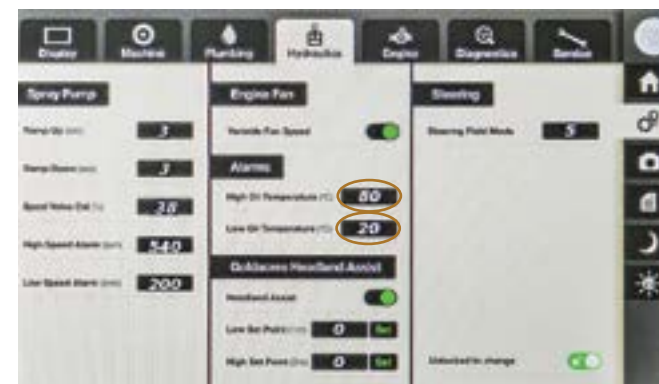 Display
Machine
Plumbing
Hydraulics
Engine
Diagnostics
Service
Spray Pump
Ramp Up (sec) 3
Ramp Down (sec) 3
Speed Valve Cal (%) 38
High Speed Alarm (rpm) 540
Low Speed Alarm (rpm) 200
Engine Fan
Variable Fan Speed
Alarms
High Oil Temperature (°C) 80
Low Oil Temperature (°C) 20
Goldacres Headland Assist
Headland Assist
Low Set Point 0 Set
High Set Point 0 Set
Steering
Steering Field Mode 5
Unlocked to change